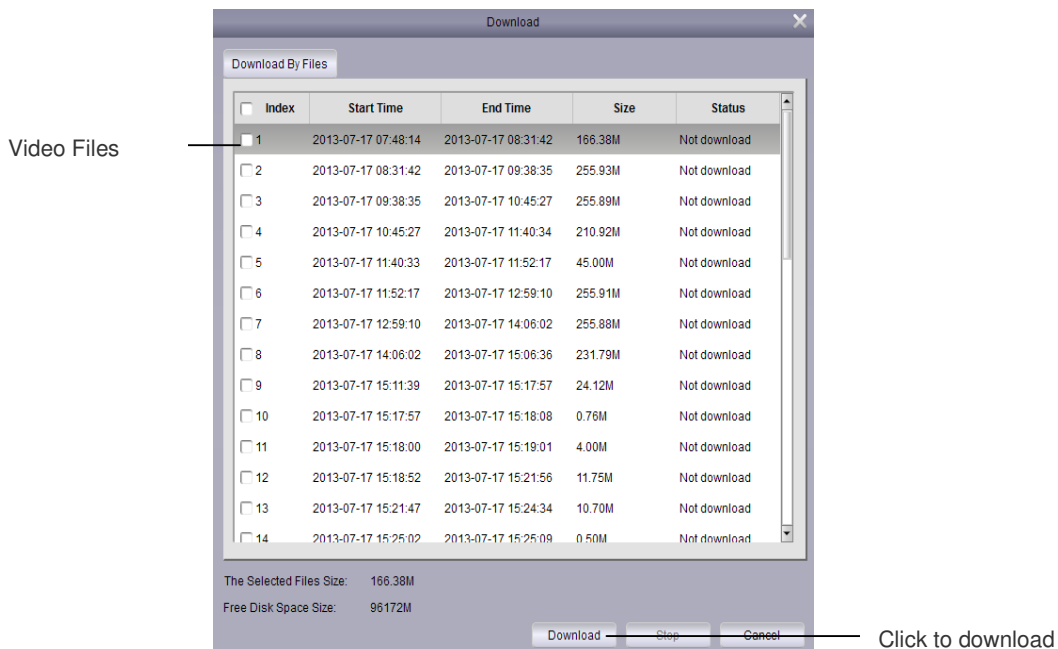 Download
Download By Files
Index Start Time End Time Size Status
Video Files
1 2013-07-17 07:48:14 2013-07-17 08:31:42 166.38M Not download
2 2013-07-17 08:31:42 2013-07-17 09:38:35 255.93M Not download
3 2013-07-17 09:38:35 2013-07-17 10:45:27 255.89M Not download
4 2013-07-17 10:45:27 2013-07-17 11:40:34 210.92M Not download
5 2013-07-17 11:40:33 2013-07-17 11:52:17 45.00M Not download
6 2013-07-17 11:52:17 2013-07-17 12:59:10 255.91M Not download
7 2013-07-17 12:59:10 2013-07-17 14:06:02 255.88M Not download
8 2013-07-17 14:06:02 2013-07-17 15:06:36 231.79M Not download
9 2013-07-17 15:11:39 2013-07-17 15:17:57 24.12M Not download
10 2013-07-17 15:17:57 2013-07-17 15:18:08 0.76M Not download
11 2013-07-17 15:18:00 2013-07-17 15:19:01 4.00M Not download
12 2013-07-17 15:18:52 2013-07-17 15:21:56 11.75M Not download
13 2013-07-17 15:21:47 2013-07-17 15:24:34 10.70M Not download
14 2013-07-17 15:25:02 2013-07-17 15:25:09 0.50M Not download
The Selected Files Size: 166.38M
Free Disk Space Size: 96172M
Download Stop Cancel
Click to download